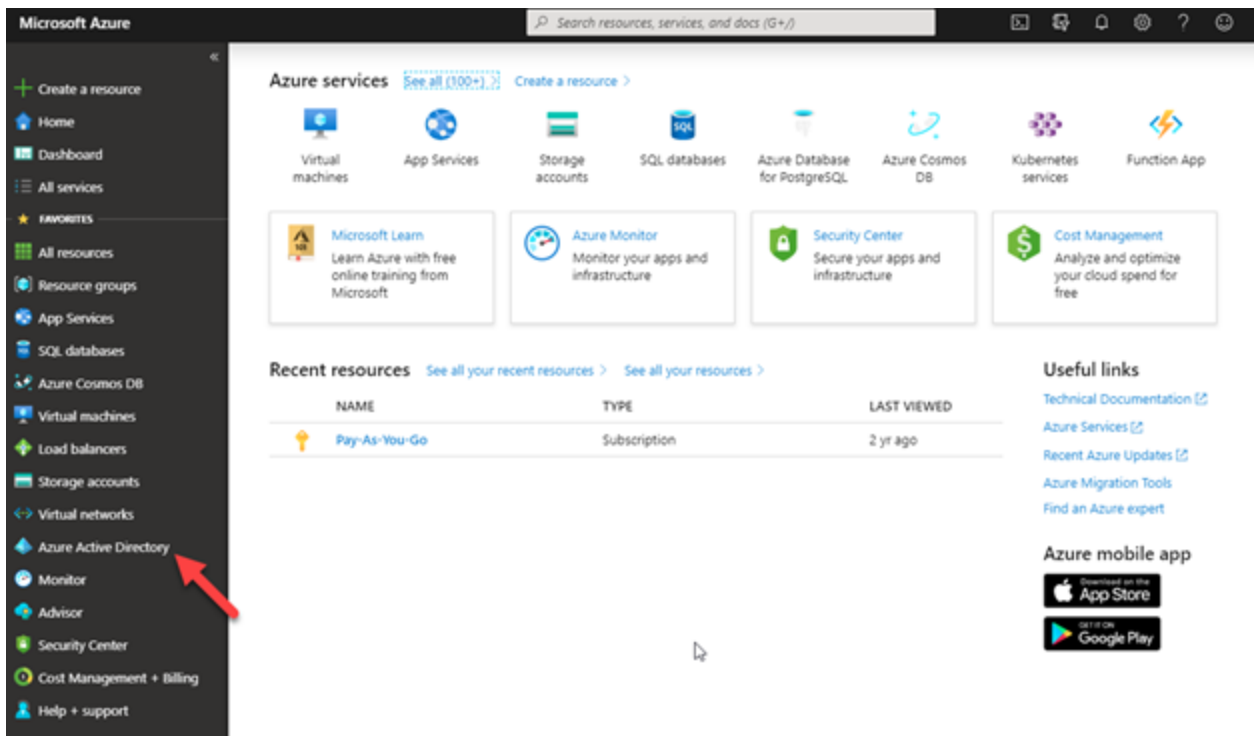 Microsoft Azure
Search resources, services, and docs (G+/)
«
Create a resource
Home
Dashboard
All services
FAVORITES
All resources
Resource groups
App Services
SQL databases
Azure Cosmos DB
Virtual machines
Load balancers
Storage accounts
Virtual networks
Azure Active Directory
Monitor
Advisor
Security Center
Cost Management + Billing
Help + support
Azure services See all (100+) > Create a resource >
Virtual
machines
App Services
Storage
accounts
SQL databases
Azure Database
for PostgreSQL
Azure Cosmos
DB
Kubernetes
services
Function App
Microsoft Learn
Learn Azure with free
online training from
Microsoft
Azure Monitor
Monitor your apps and
infrastructure
Security Center
Secure your apps and
infrastructure
Cost Management
Analyze and optimize
your cloud spend for
free
Recent resources See all your recent resources > See all your resources >
NAME TYPE LAST VIEWED
Pay-As-You-Go Subscription 2 yr ago
Useful links
Technical Documentation
Azure Services
Recent Azure Updates
Azure Migration Tools
Find an Azure expert
Azure mobile app
Download on the
App Store
GET IT ON
Google Play